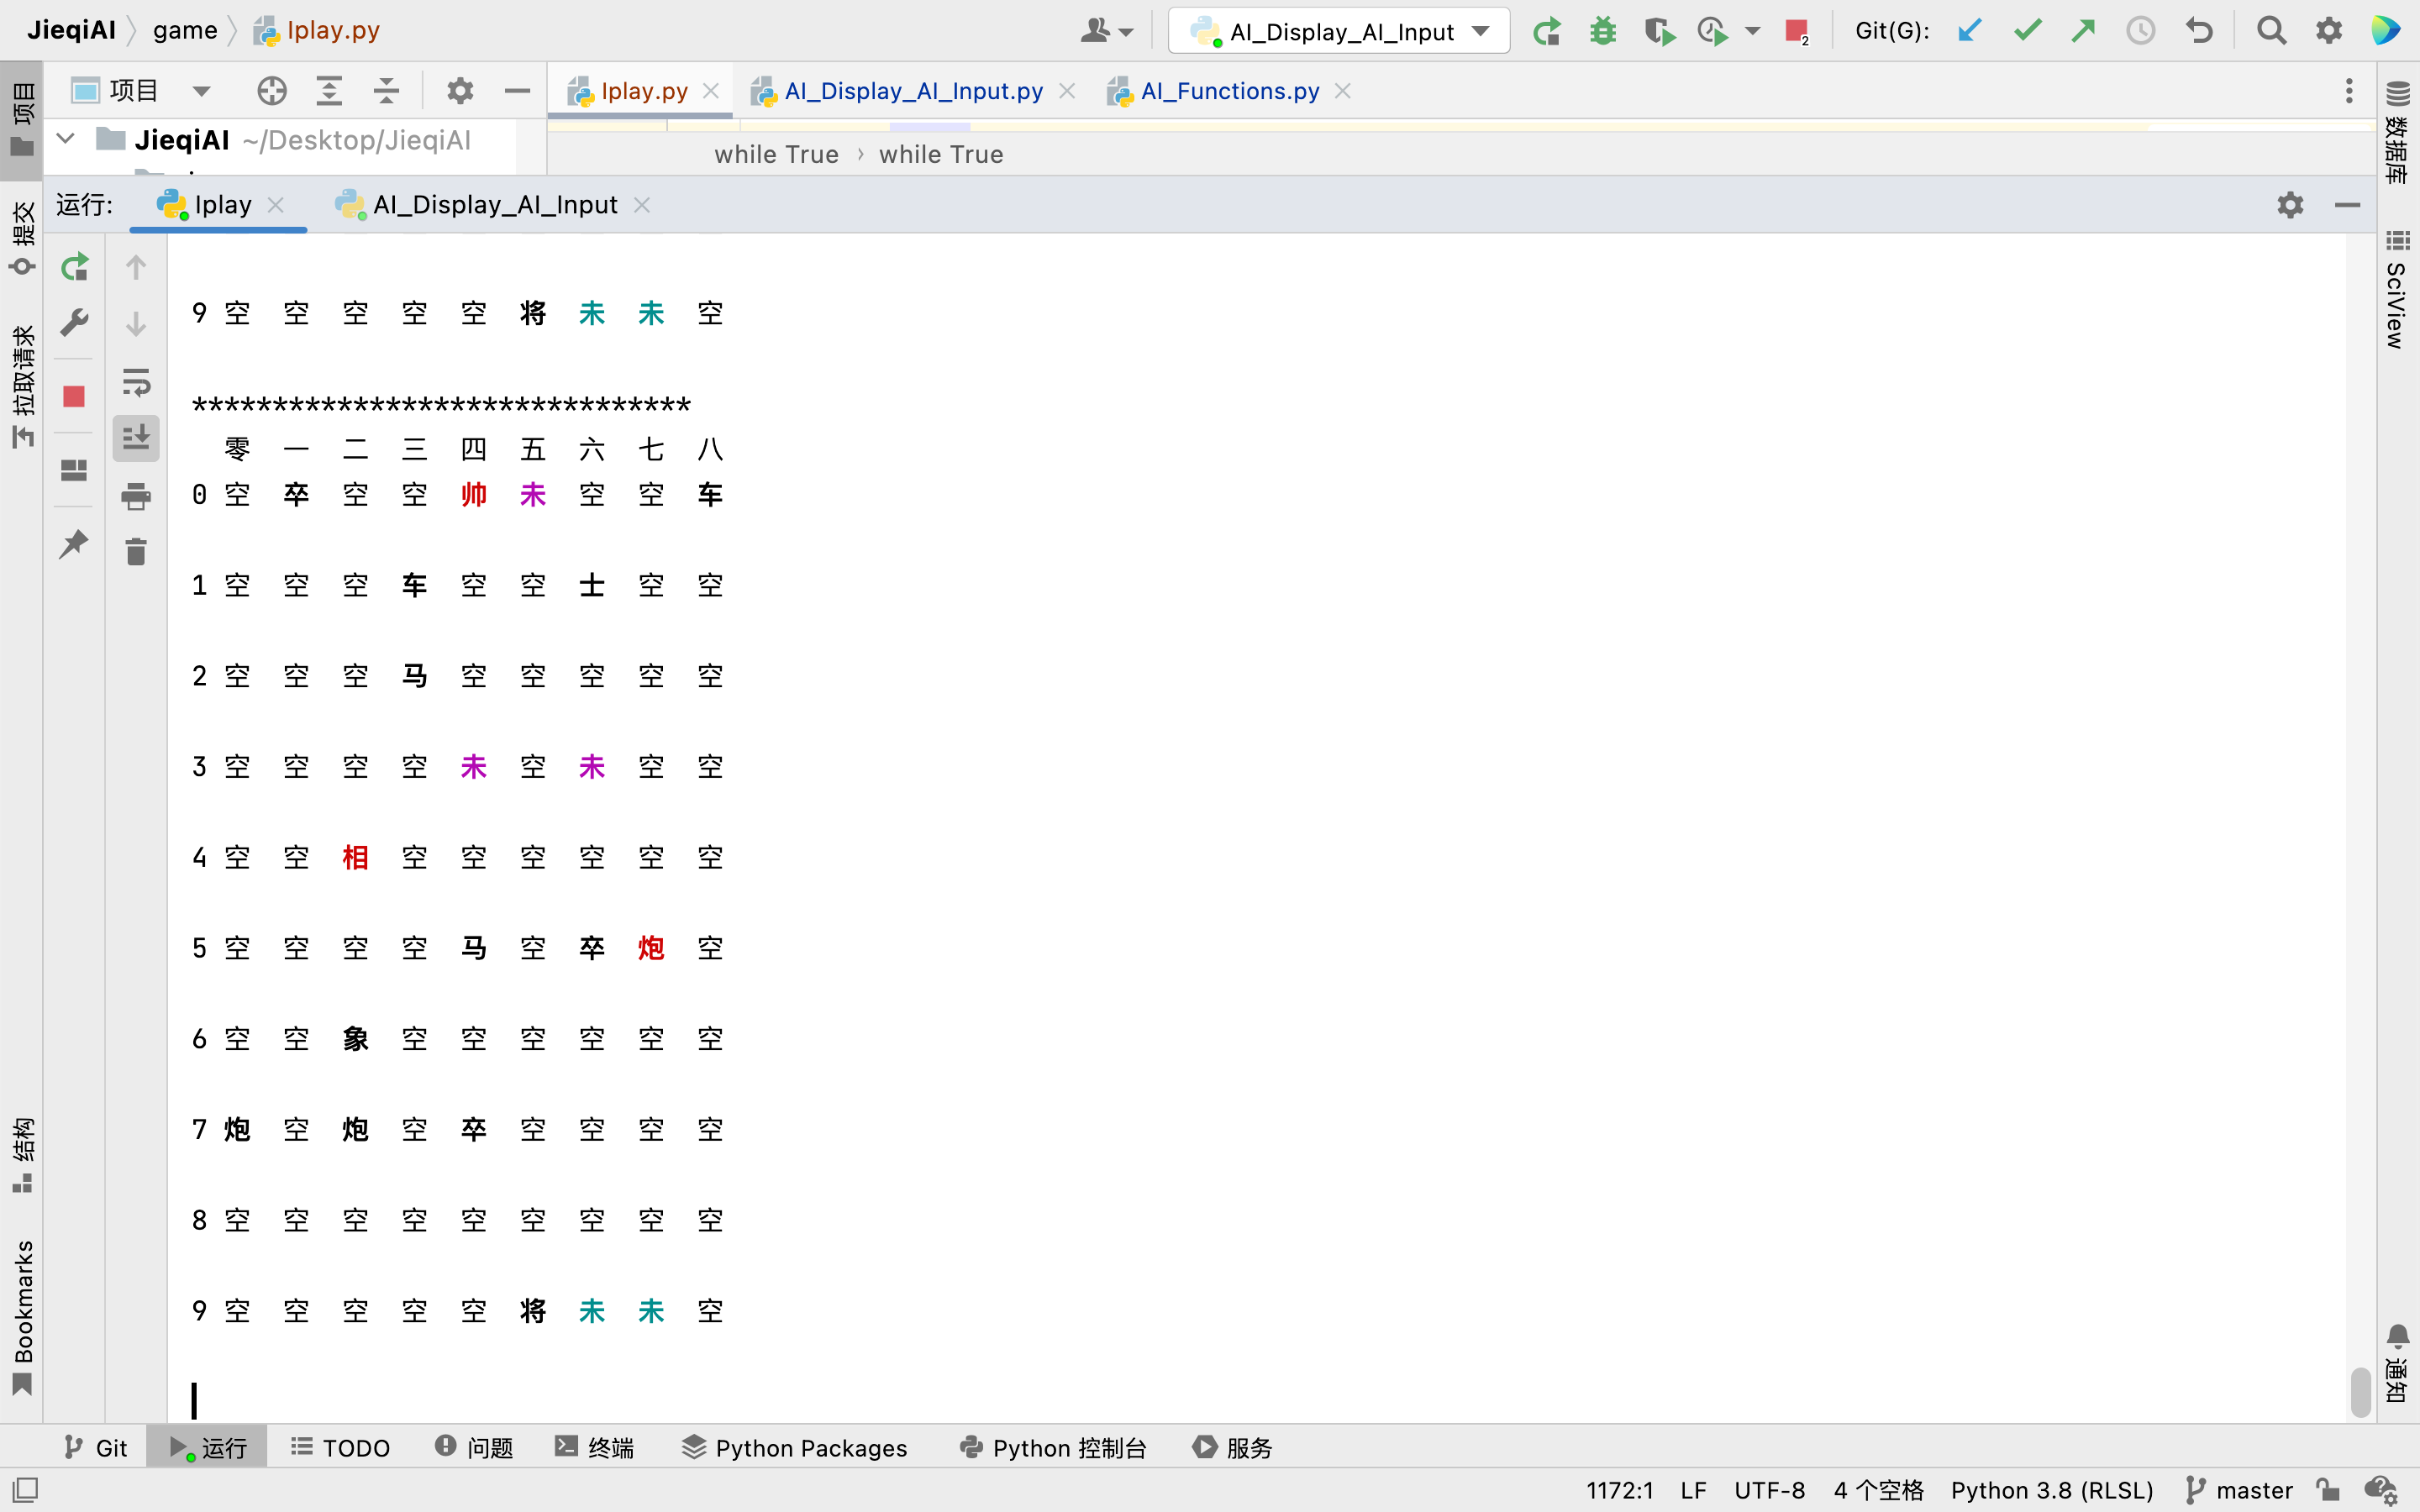 JieqiAI game Iplay.py AI_Display_AI_Input 2 Git(G):
项目 Iplay.py AI_Display_AI_Input.py AI_Functions.py
JieqiAI ~/Desktop/JieqiAI
while True › while True
运行: Iplay AI_Display_AI_Input
项目
提交
拉取请求
结构
Bookmarks
9 空 空 空 空 空 将 未 未 空
*******************************
零 一 二 三 四 五 六 七 八
0 空 卒 空 空 帅 未 空 空 车
1 空 空 空 车 空 空 士 空 空
2 空 空 空 马 空 空 空 空 空
3 空 空 空 空 未 空 未 空 空
4 空 空 相 空 空 空 空 空 空
5 空 空 空 空 马 空 卒 炮 空
6 空 空 象 空 空 空 空 空 空
7 炮 空 炮 空 卒 空 空 空 空
8 空 空 空 空 空 空 空 空 空
9 空 空 空 空 空 将 未 未 空
数据库
SciView
通知
Git 运行 TODO 问题 终端 Python Packages Python 控制台 服务
1172:1 LF UTF-8 4 个空格 Python 3.8 (RLSL) master